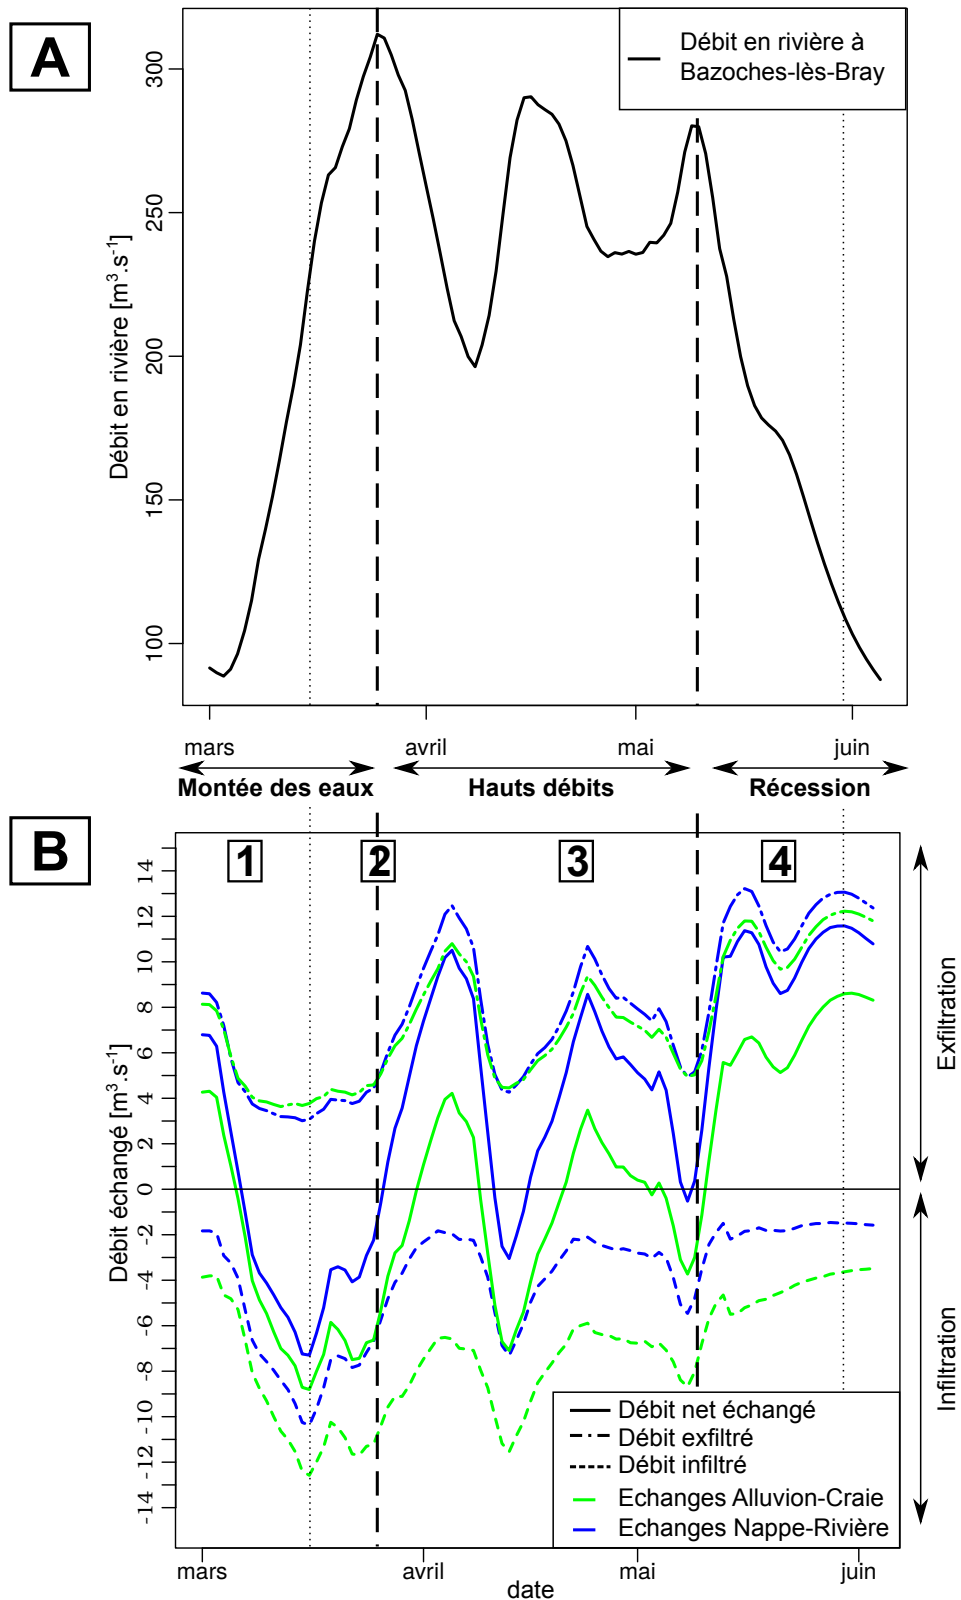 A
Débit en rivière à
Bazoches-lès-Bray
Débit en rivière [m³.s⁻¹]
300
250
200
150
100
mars avril mai juin
Montée des eaux Hauts débits Récession
B
1 2 3 4
Débit échangé [m³.s⁻¹]
14
12
10
8
6
4
2
0
-2
-4
-6
-8
-10
-12
-14
Exfiltration
Infiltration
Débit net échangé
Débit exfiltré
Débit infiltré
Echanges Alluvion-Craie
Echanges Nappe-Rivière
mars avril mai juin
date